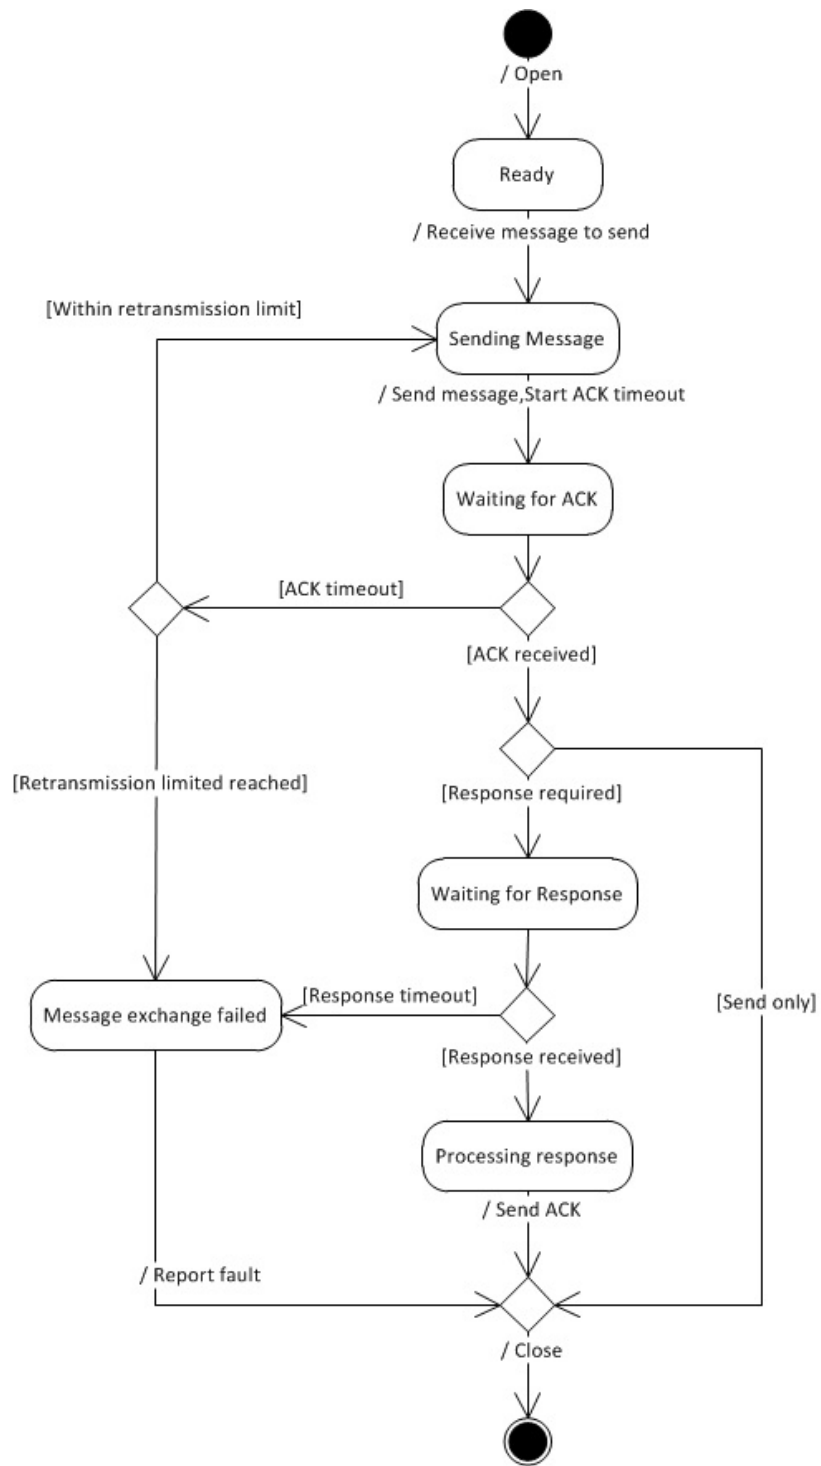 / Open
Ready
/ Receive message to send
[Within retransmission limit]
Sending Message
/ Send message,Start ACK timeout
Waiting for ACK
[ACK timeout]
[ACK received]
[Retransmission limited reached]
[Response required]
Waiting for Response
[Response timeout]
[Send only]
Message exchange failed
[Response received]
Processing response
/ Send ACK
/ Report fault
/ Close